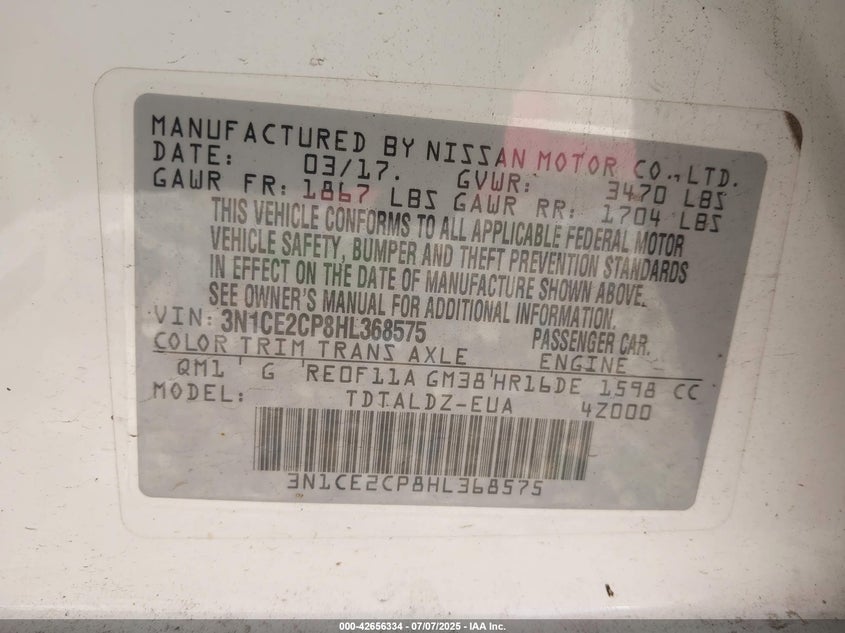 MANUFACTURED BY NISSAN MOTOR CO.,LTD.
DATE: 03/17. GVWR: 3470 LBS
GAWR FR: 1867 LBS GAWR RR: 1704 LBS
THIS VEHICLE CONFORMS TO ALL APPLICABLE FEDERAL MOTOR
VEHICLE SAFETY, BUMPER AND THEFT PREVENTION STANDARDS
IN EFFECT ON THE DATE OF MANUFACTURE SHOWN ABOVE.
SEE OWNER'S MANUAL FOR ADDITIONAL INFORMATION.
VIN: 3N1CE2CP8HL368575 PASSENGER CAR.
COLOR TRIM TRANS AXLE ENGINE
QM1 ' G 'RE0F11A GM38'HR16DE 1598 CC
MODEL: TDTALDZ-EUA 4Z000
3N1CE2CP8HL368575
000-42656334 | 07/07/2025 - IAA Inc.